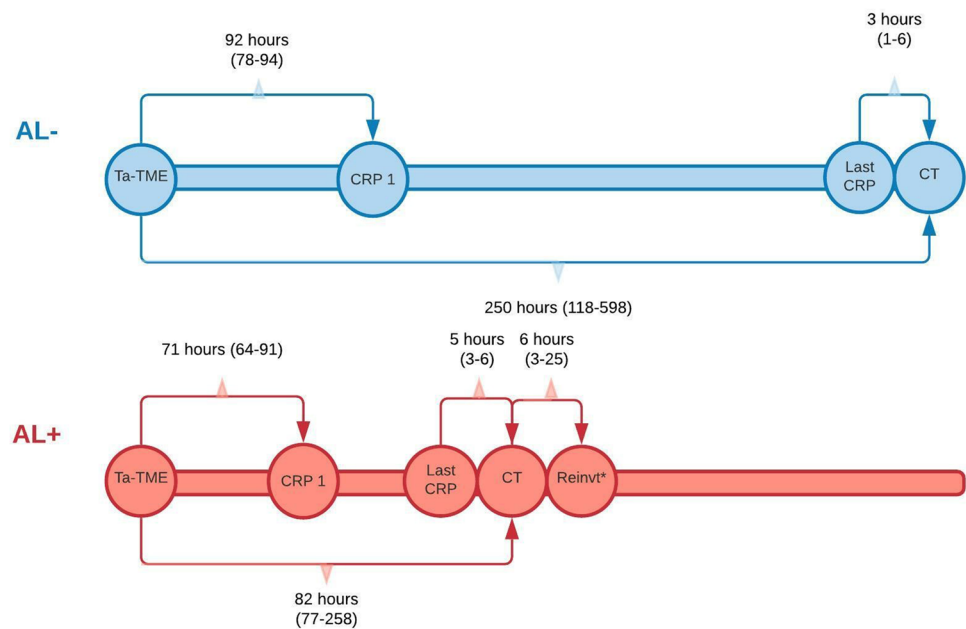 3 hours
(1-6)
92 hours
(78-94)
AL-
Ta-TME
CRP 1
Last
CRP
CT
250 hours (118-598)
71 hours (64-91)
5 hours
(3-6)
6 hours
(3-25)
AL+
Ta-TME
CRP 1
Last
CRP
CT
Reinvt*
82 hours
(77-258)